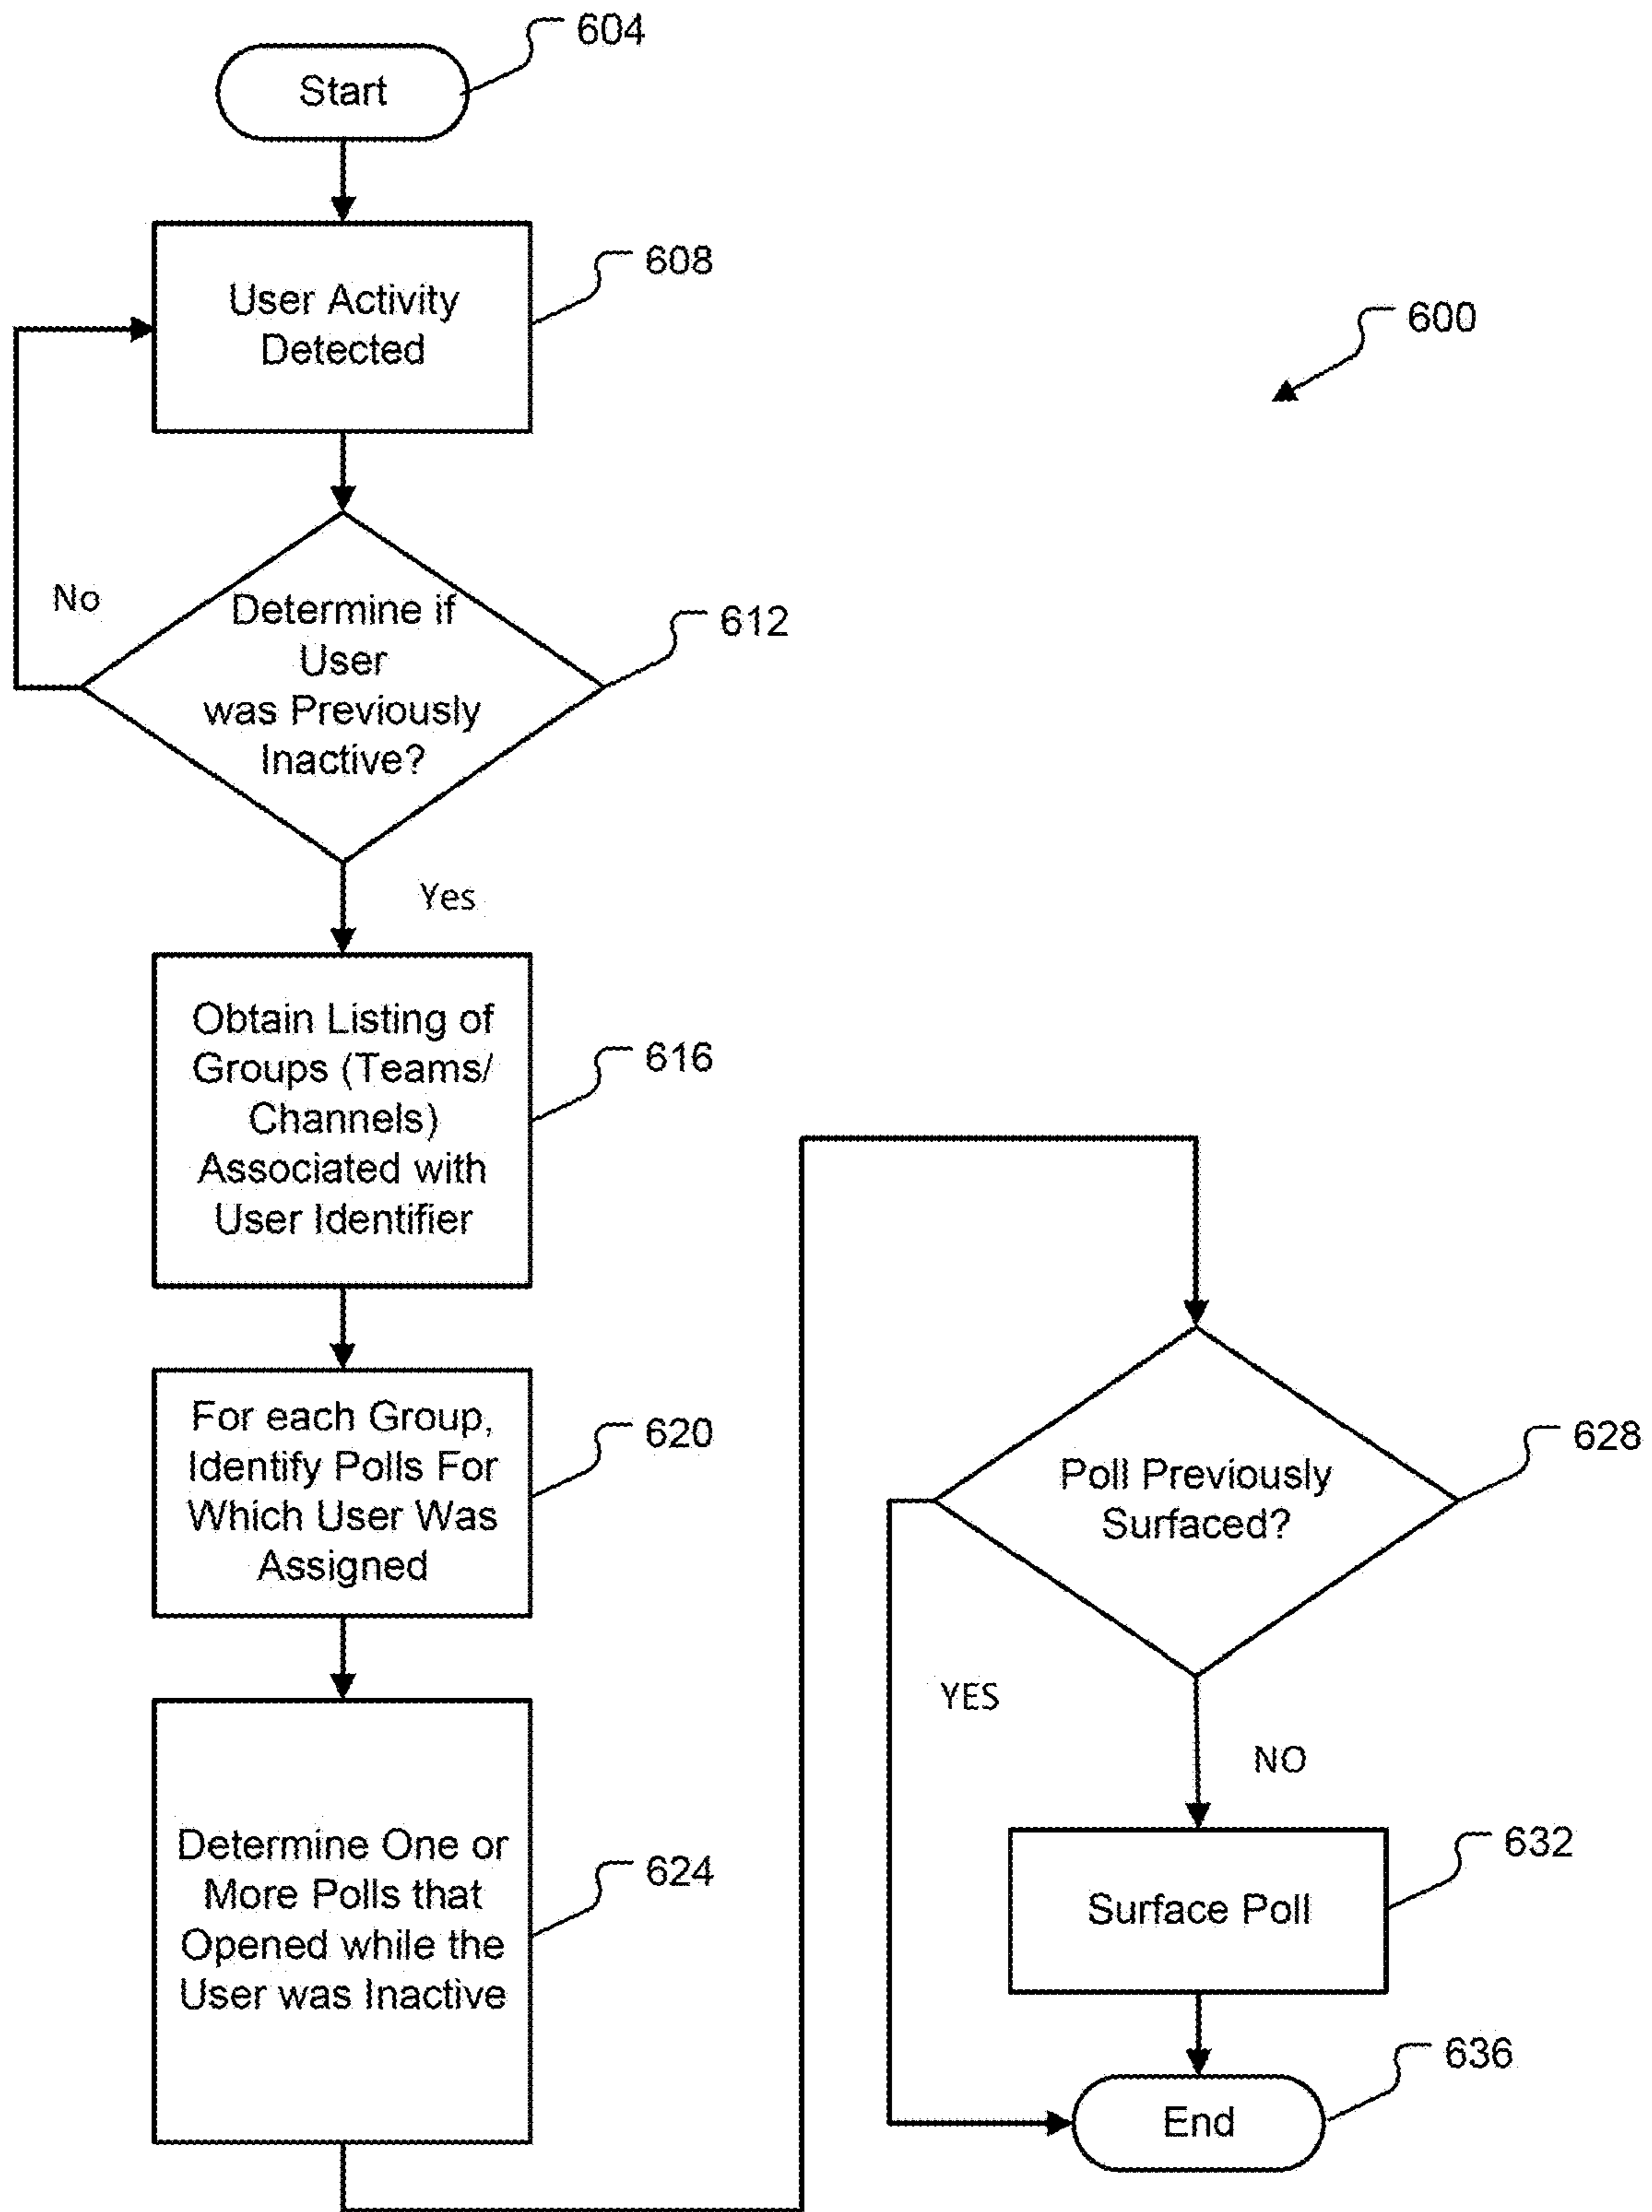 604
Start
608
User Activity
Detected
600
No
Determine if
User
was Previously
Inactive?
612
Yes
Obtain Listing of
Groups (Teams/
Channels)
Associated with
User Identifier
616
For each Group,
Identify Polls For
Which User Was
Assigned
620
Determine One or
More Polls that
Opened while the
User was Inactive
624
Poll Previously
Surfaced?
628
YES
NO
Surface Poll
632
End
636